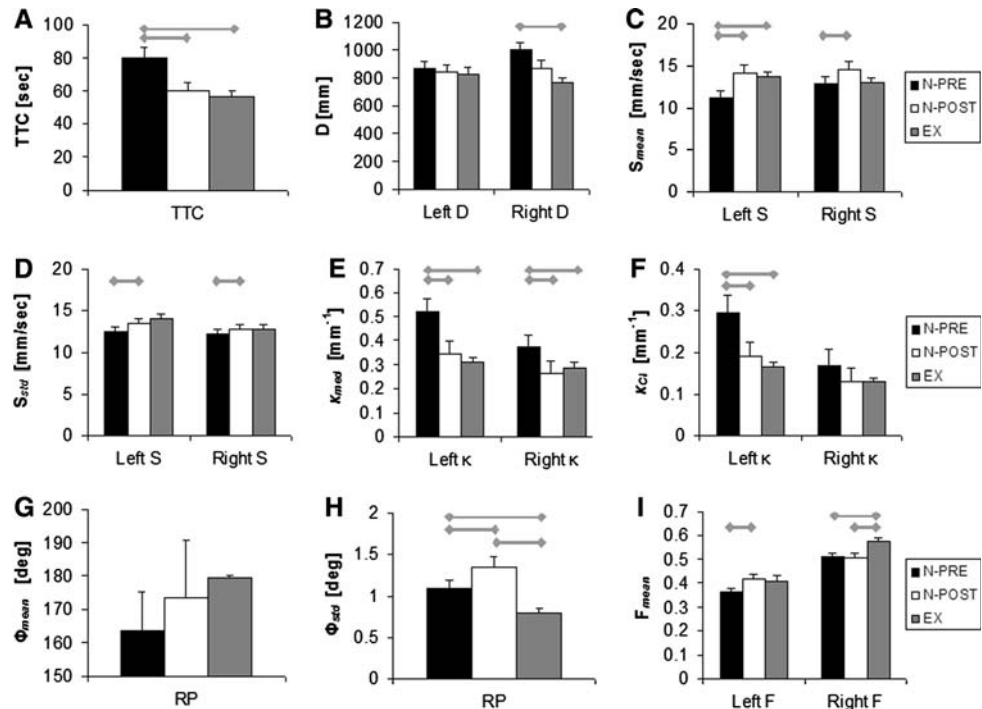 A
TTC [sec]
100
80
60
40
20
0
TTC
B
D [mm]
1200
1000
800
600
400
200
0
Left D Right D
C
Smean [mm/sec]
20
15
10
5
0
Left S Right S
N-PRE
N-POST
EX
D
Sstd [mm/sec]
20
15
10
5
0
Left S Right S
E
κmed [mm-1]
0.7
0.6
0.5
0.4
0.3
0.2
0.1
0
Left κ Right κ
F
κCi [mm-1]
0.4
0.3
0.2
0.1
0
Left κ Right κ
N-PRE
N-POST
EX
G
Φmean [deg]
200
190
180
170
160
150
RP
H
Φstd [deg]
2
1.5
1
0.5
0
RP
I
Fmean
0.7
0.6
0.5
0.4
0.3
0.2
0.1
0
Left F Right F
N-PRE
N-POST
EX